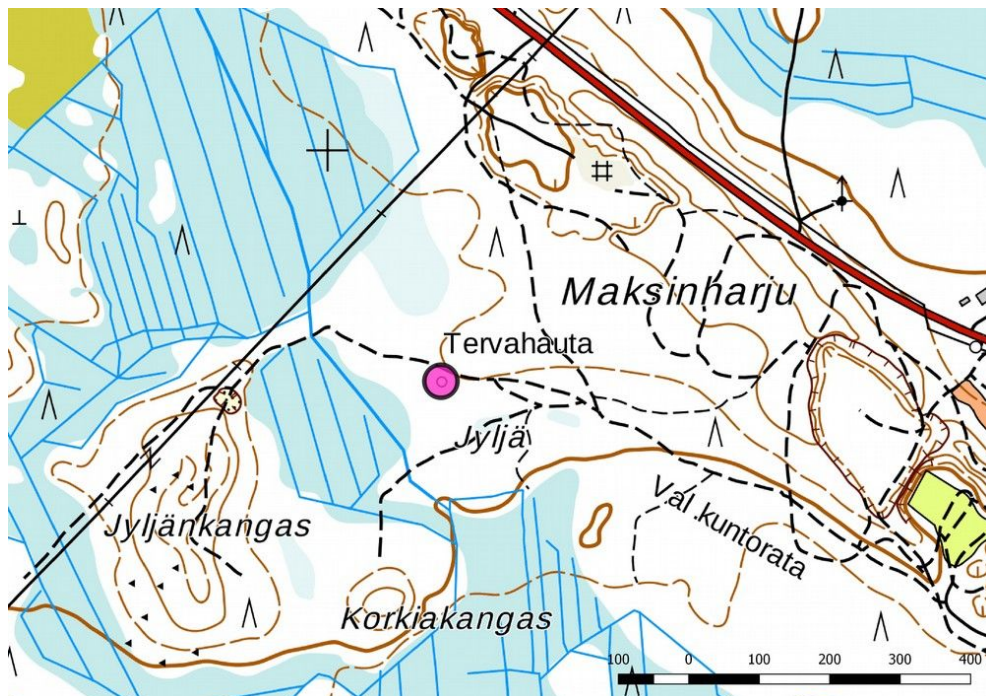 Maksinharju
Tervahauta
Jyljä
Val.kuntorata
Jyljänkangas
Korkiakangas
100 0 100 200 300 400